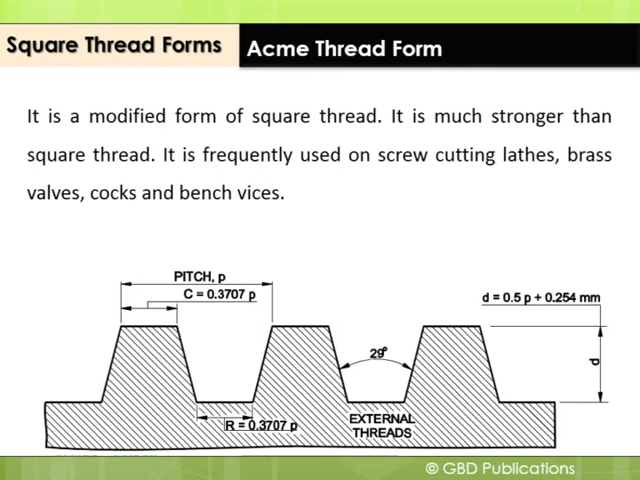 Square Thread Forms
Acme Thread Form
It is a modified form of square thread. It is much stronger than
square thread. It is frequently used on screw cutting lathes, brass
valves, cocks and bench vices.
PITCH, p
C = 0.3707 p
d = 0.5 p + 0.254 mm
29°
d
R = 0.3707 p
EXTERNAL
THREADS
© GBD Publications